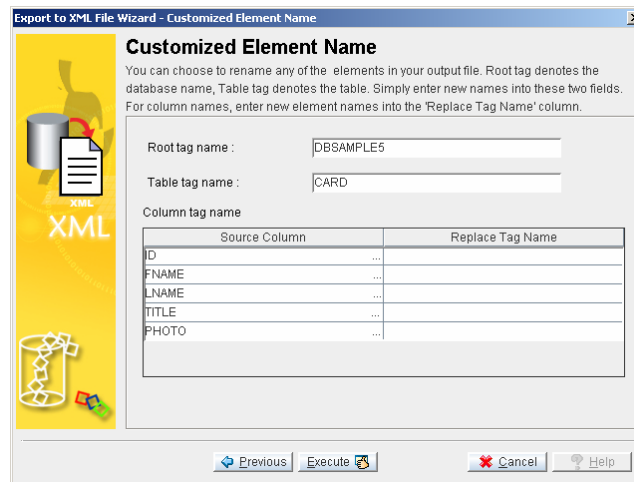 Export to XML File Wizard - Customized Element Name
Customized Element Name
You can choose to rename any of the elements in your output file. Root tag denotes the
database name, Table tag denotes the table. Simply enter new names into these two fields.
For column names, enter new element names into the 'Replace Tag Name' column.
XML
XML
Root tag name :
DBSAMPLE5
Table tag name :
CARD
Column tag name
Source Column
Replace Tag Name
ID ...
FNAME ...
LNAME ...
TITLE ...
PHOTO ...
Previous
Execute
Cancel
Help